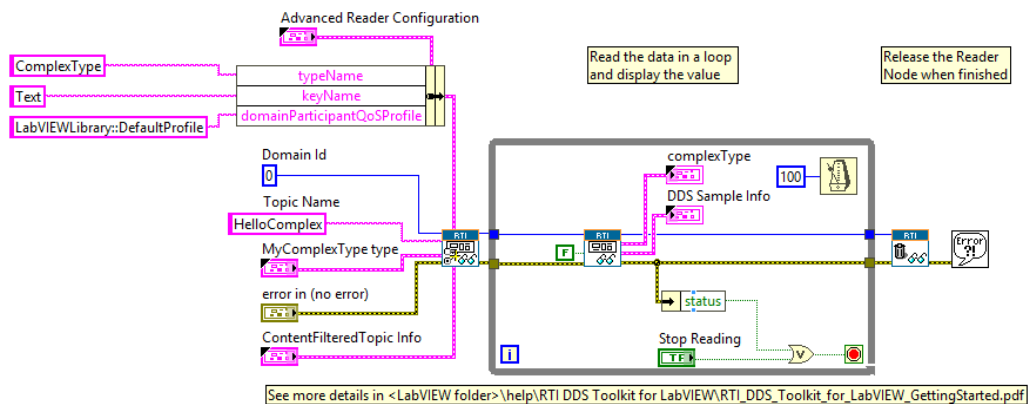 Advanced Reader Configuration
ComplexType
typeName
Text
keyName
LabVIEWLibrary::DefaultProfile
domainParticipantQoSProfile
Read the data in a loop
and display the value
Release the Reader
Node when finished
Domain Id
0
Topic Name
HelloComplex
MyComplexType type
error in (no error)
ContentFilteredTopic Info
RTI
complexType
DDS Sample Info
100
RTI
F
status
Stop Reading
TF
V
i
RTI
Error
?!
See more details in <LabVIEW folder>\help\RTI DDS Toolkit for LabVIEW\RTI_DDS_Toolkit_for_LabVIEW_GettingStarted.pdf